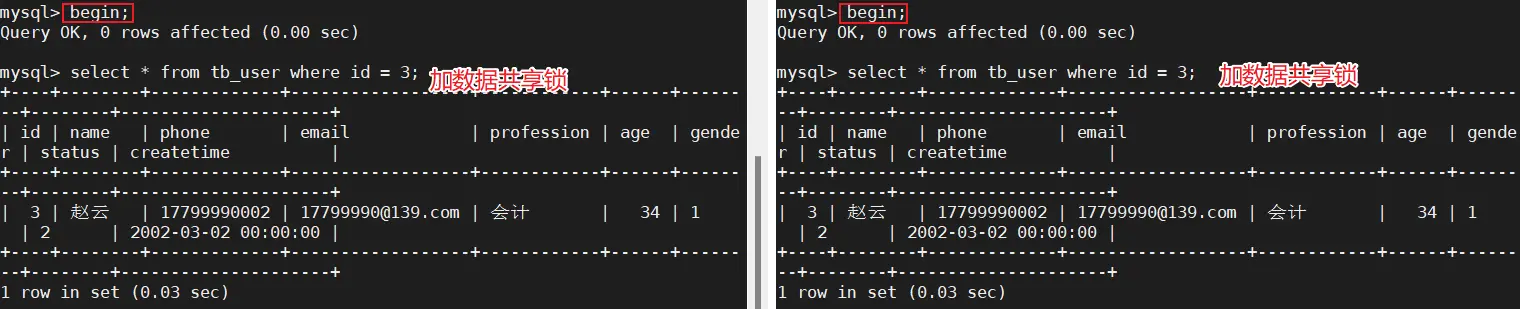 mysql> begin;
Query OK, 0 rows affected (0.00 sec)
mysql> select * from tb_user where id = 3; 加数据共享锁
+----+--------+-------------+------------------+------------+------+------
--+--------+---------------------+
| id | name   | phone       | email            | profession | age  | gende
r | status | createtime          |
+----+--------+-------------+------------------+------------+------+------
--+--------+---------------------+
|  3 | 赵云   | 17799990002 | 17799990@139.com | 会计       |   34 | 1
  | 2      | 2002-03-02 00:00:00 |
+----+--------+-------------+------------------+------------+------+------
--+--------+---------------------+
1 row in set (0.03 sec)
mysql> begin;
Query OK, 0 rows affected (0.00 sec)
mysql> select * from tb_user where id = 3; 加数据共享锁
+----+--------+-------------+------------------+------------+------+------
--+--------+---------------------+
| id | name   | phone       | email            | profession | age  | gende
r | status | createtime          |
+----+--------+-------------+------------------+------------+------+------
--+--------+---------------------+
|  3 | 赵云   | 17799990002 | 17799990@139.com | 会计       |   34 | 1
  | 2      | 2002-03-02 00:00:00 |
+----+--------+-------------+------------------+------------+------+------
--+--------+---------------------+
1 row in set (0.03 sec)